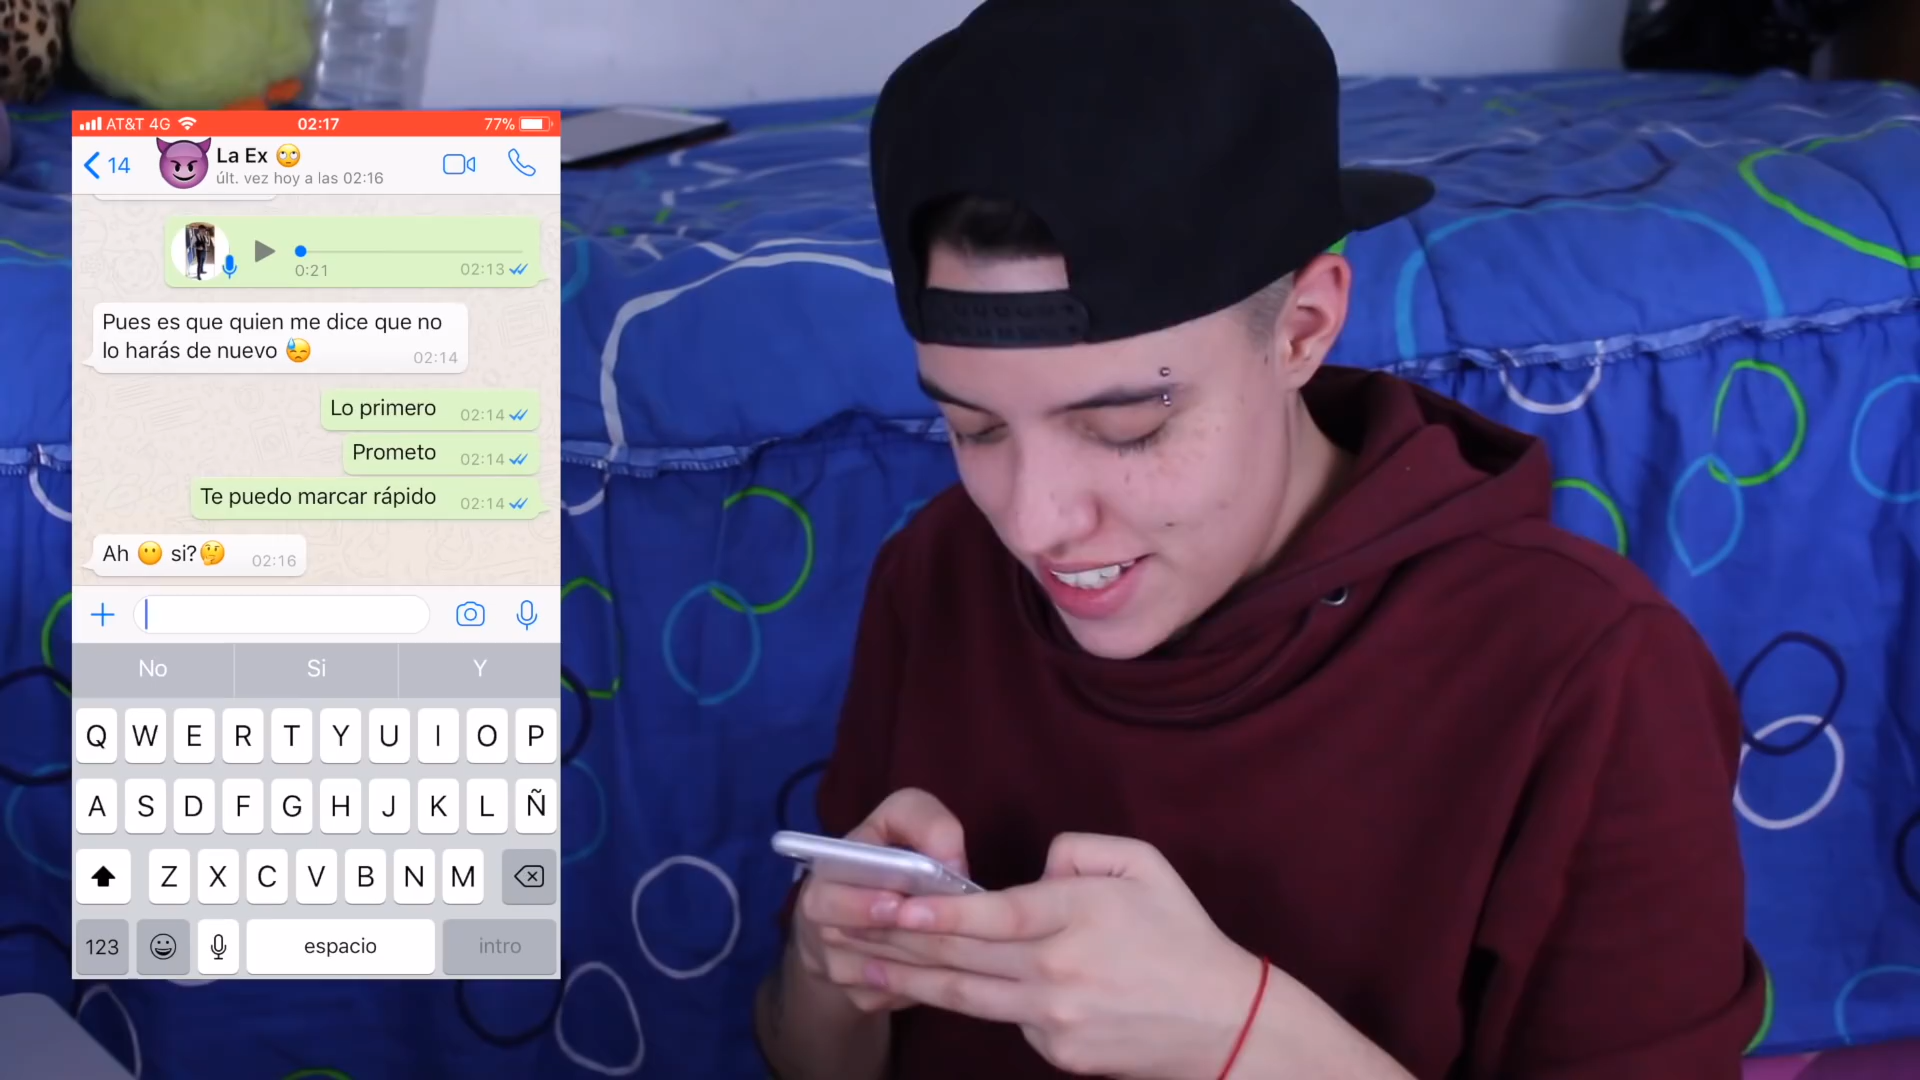 AT&T 4G 02:17 77%
14 La Ex 🙄
últ. vez hoy a las 02:16
0:21 02:13
Pues es que quien me dice que no
lo harás de nuevo 😓 02:14
Lo primero 02:14
Prometo 02:14
Te puedo marcar rápido 02:14
Ah 😶 si?🤔 02:16
No Si Y
Q W E R T Y U I O P
A S D F G H J K L Ñ
Z X C V B N M
123 espacio intro